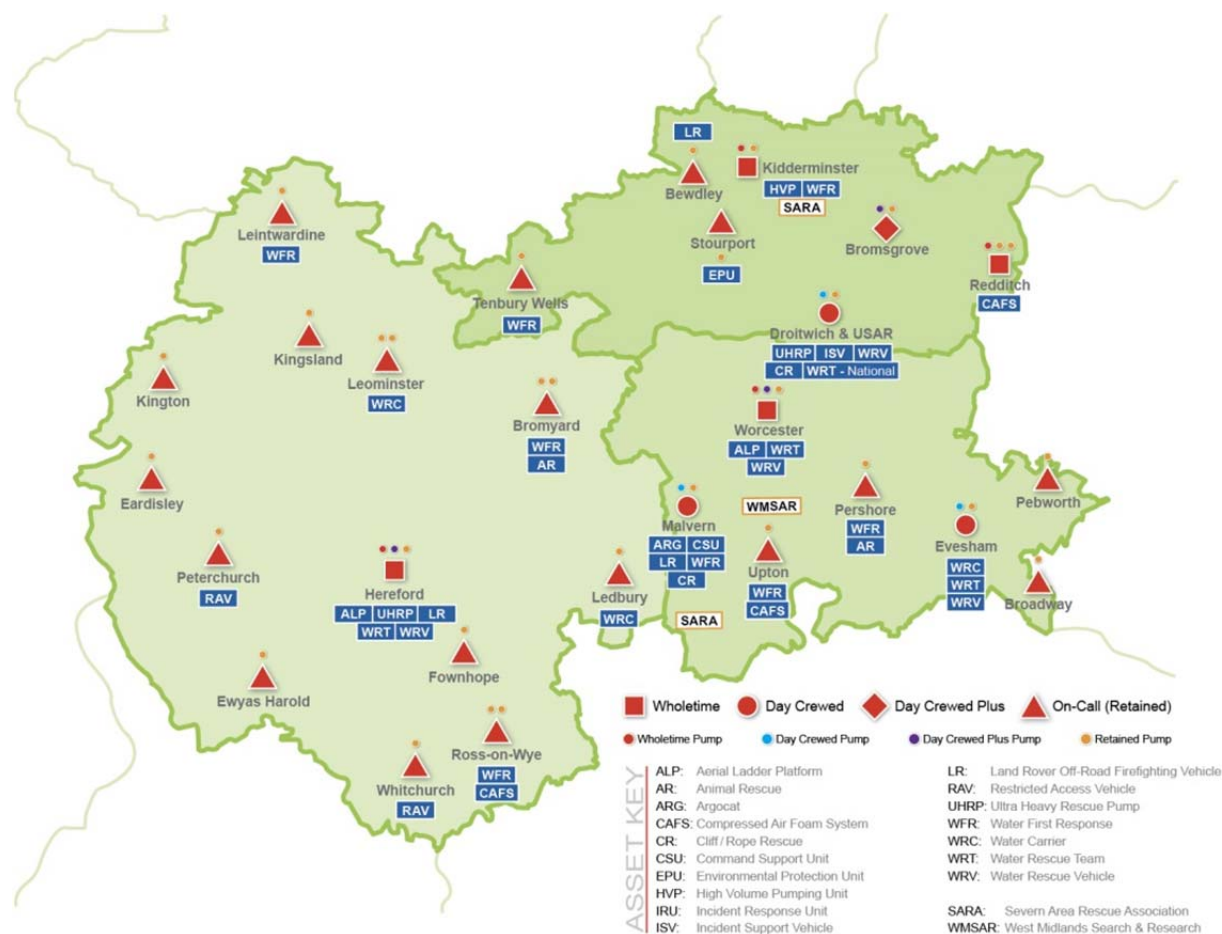 LR
Kidderminster
Bewdley
HVP WFR
SARA
Stourport
EPU
Bromsgrove
Redditch
CAFS
Leintwardine
WFR
Tenbury Wells
WFR
Droitwich & USAR
UHRP ISV WRV
CR WRT - National
Kingsland
Leominster
WRC
Kington
Bromyard
WFR
AR
Worcester
ALP WRT
WRV
Eardisley
WMSAR
Pershore
WFR
AR
Pebworth
Malvern
ARG CSU
LR WFR
CR
Evesham
WRC
WRT
WRV
Upton
WFR
CAFS
Broadway
Peterchurch
RAV
Hereford
ALP UHRP LR
WRT WRV
Ledbury
WRC
SARA
Fownhope
Ewyas Harold
Ross-on-Wye
WFR
CAFS
Whitchurch
RAV
Wholetime Day Crewed Day Crewed Plus On-Call (Retained)
Wholetime Pump Day Crewed Pump Day Crewed Plus Pump Retained Pump
ASSET KEY
ALP: Aerial Ladder Platform
AR: Animal Rescue
ARG: Argocat
CAFS: Compressed Air Foam System
CR: Cliff / Rope Rescue
CSU: Command Support Unit
EPU: Environmental Protection Unit
HVP: High Volume Pumping Unit
IRU: Incident Response Unit
ISV: Incident Support Vehicle
LR: Land Rover Off-Road Firefighting Vehicle
RAV: Restricted Access Vehicle
UHRP: Ultra Heavy Rescue Pump
WFR: Water First Response
WRC: Water Carrier
WRT: Water Rescue Team
WRV: Water Rescue Vehicle
SARA: Severn Area Rescue Association
WMSAR: West Midlands Search & Research